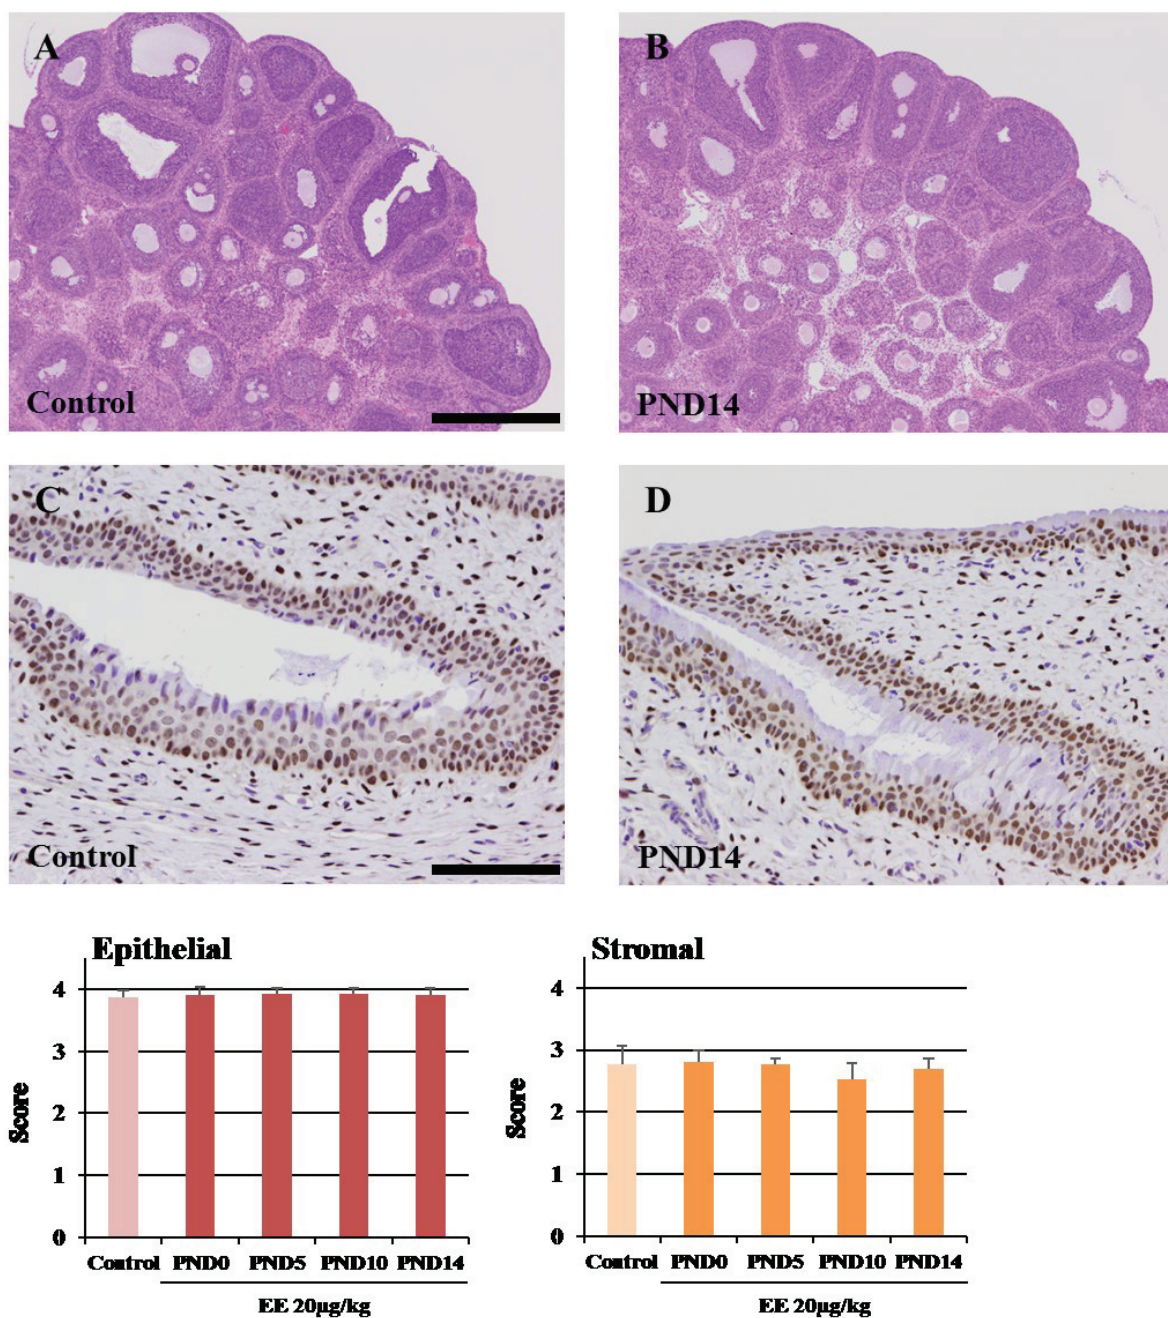 A
B
Control
PND14
C
D
Control
PND14
Epithelial
Stromal
Score
4
3
2
1
0
Control PND0 PND5 PND10 PND14
EE 20µg/kg
Score
4
3
2
1
0
Control PND0 PND5 PND10 PND14
EE 20µg/kg